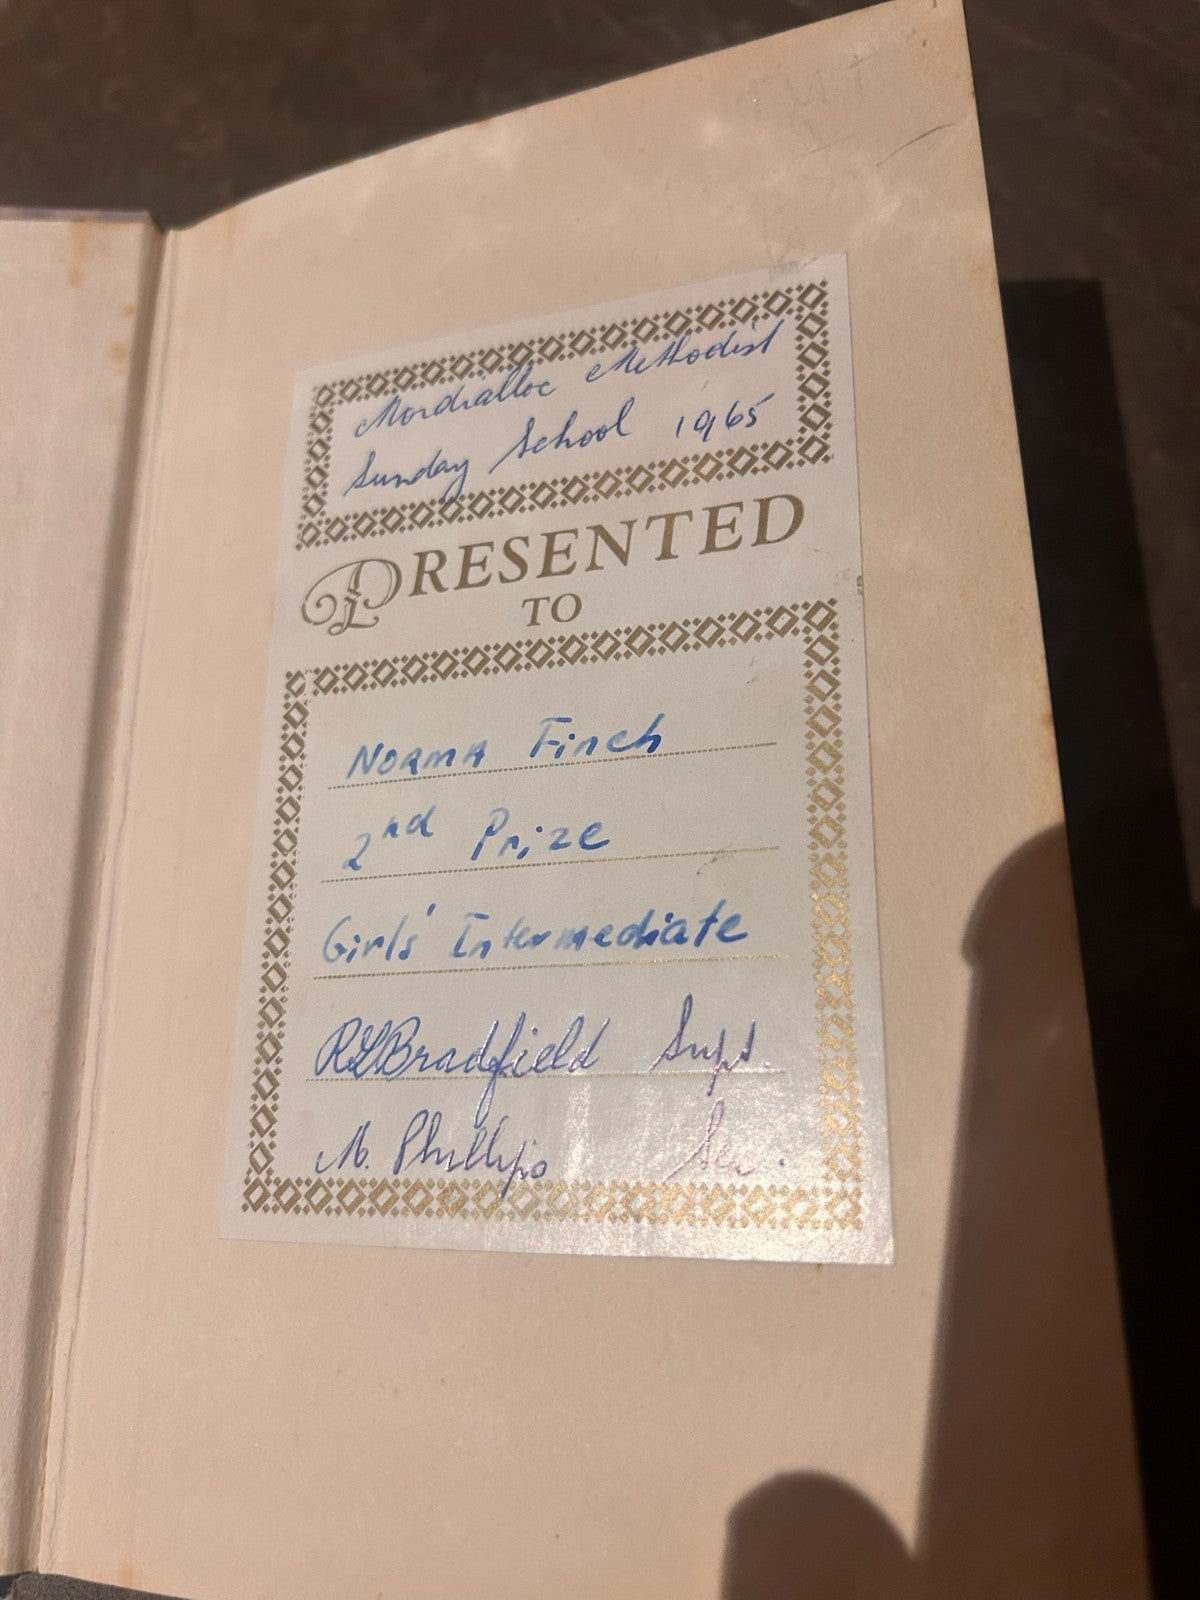 Mordialloc Methodist
Sunday School 1965
PRESENTED
TO
NORMA Finch
2nd Prize
Girls' Intermediate
RLBradfield Supt.
M. Phillips Sec.